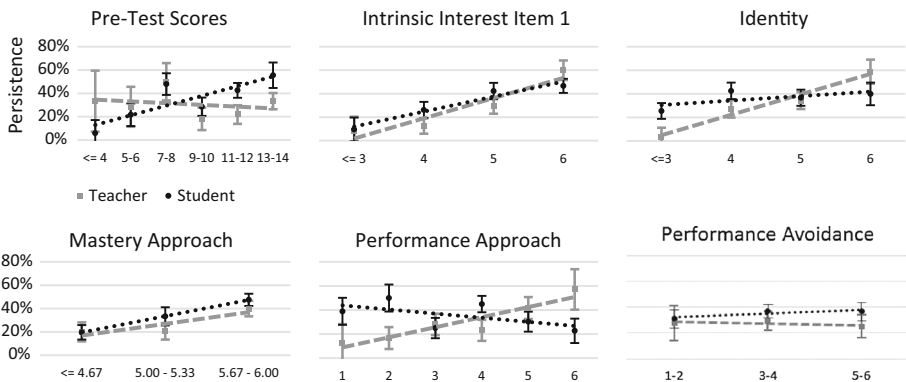 Pre-Test Scores
Intrinsic Interest Item 1
Identity
Persistence
80%
60%
40%
20%
0%
<= 4 5-6 7-8 9-10 11-12 13-14
<= 3 4 5 6
<=3 4 5 6
Teacher Student
Mastery Approach
Performance Approach
Performance Avoidance
80%
60%
40%
20%
0%
<= 4.67 5.00 - 5.33 5.67 - 6.00
1 2 3 4 5 6
1-2 3-4 5-6